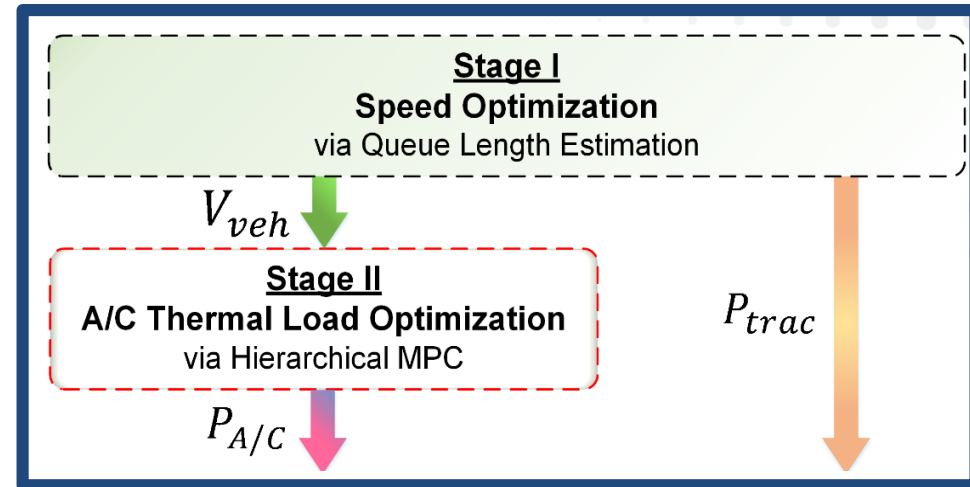 Stage I
Speed Optimization
via Queue Length Estimation
V_veh
Stage II
A/C Thermal Load Optimization
via Hierarchical MPC
P_trac
P_A/C